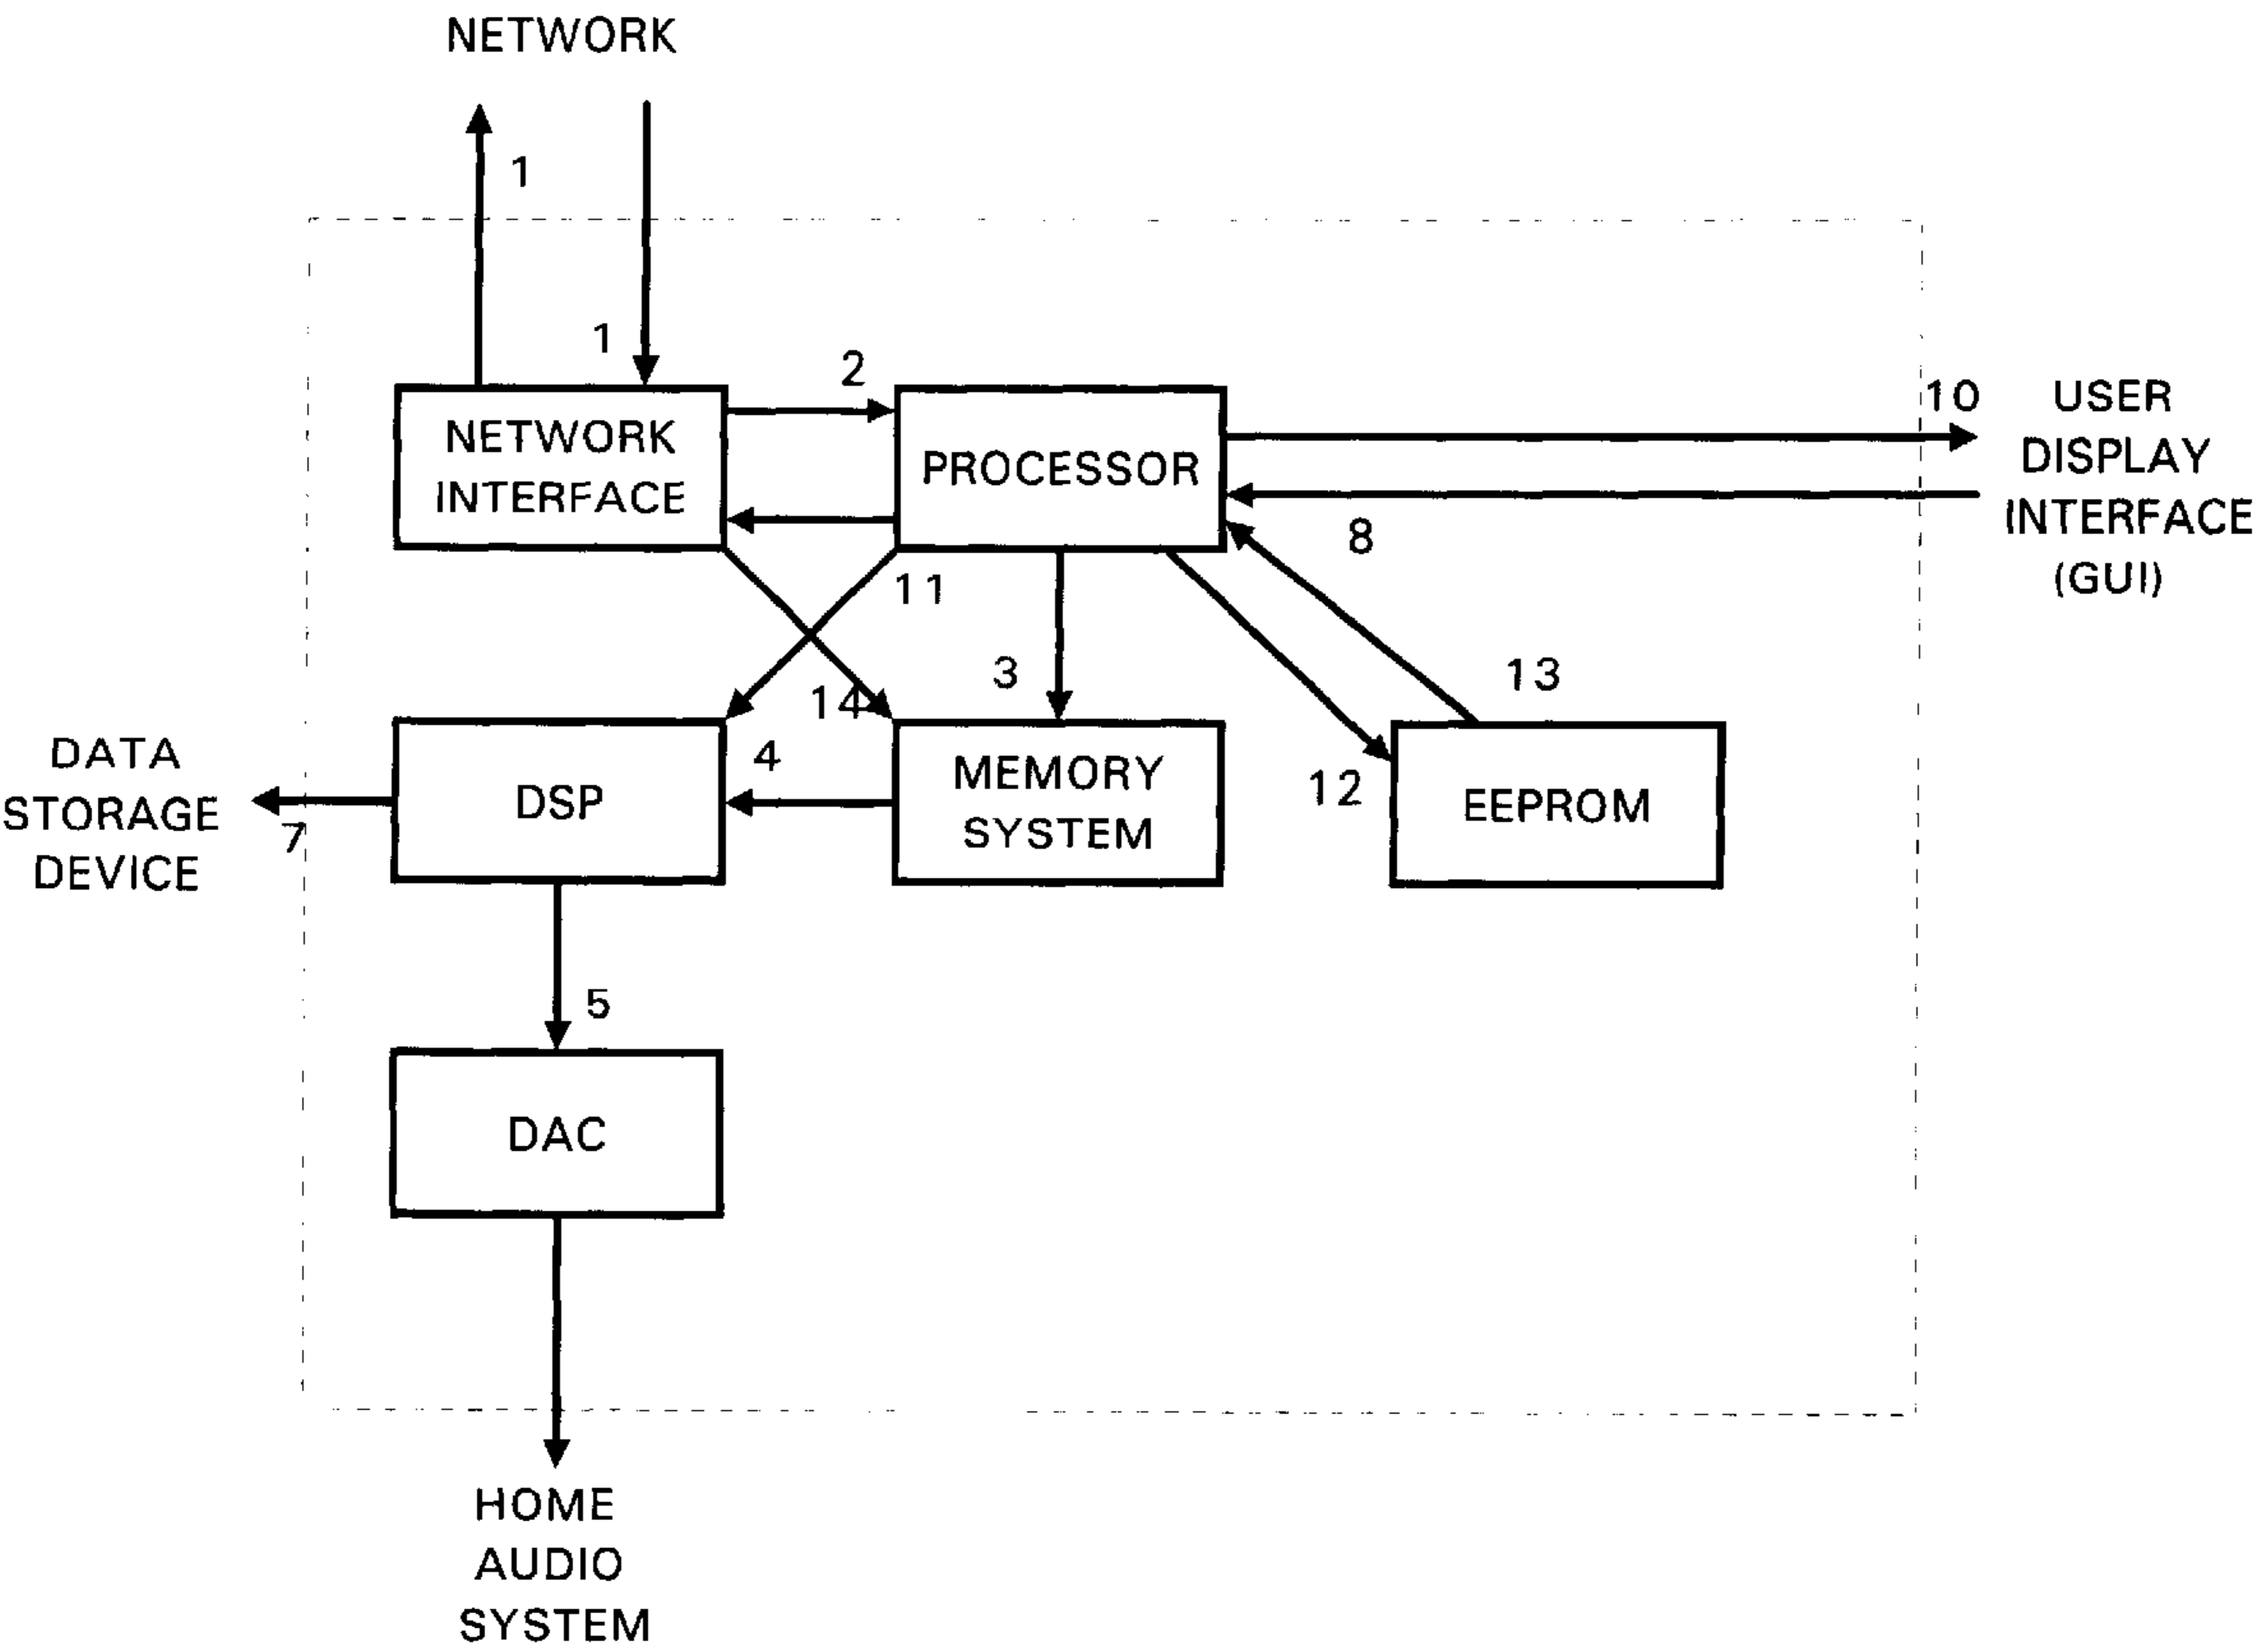 NETWORK
1
1
2
NETWORK
INTERFACE
PROCESSOR
10
USER
DISPLAY
INTERFACE
(GUI)
8
11
3
14
13
DATA
STORAGE
DEVICE
7
DSP
4
MEMORY
SYSTEM
12
EEPROM
5
DAC
HOME
AUDIO
SYSTEM